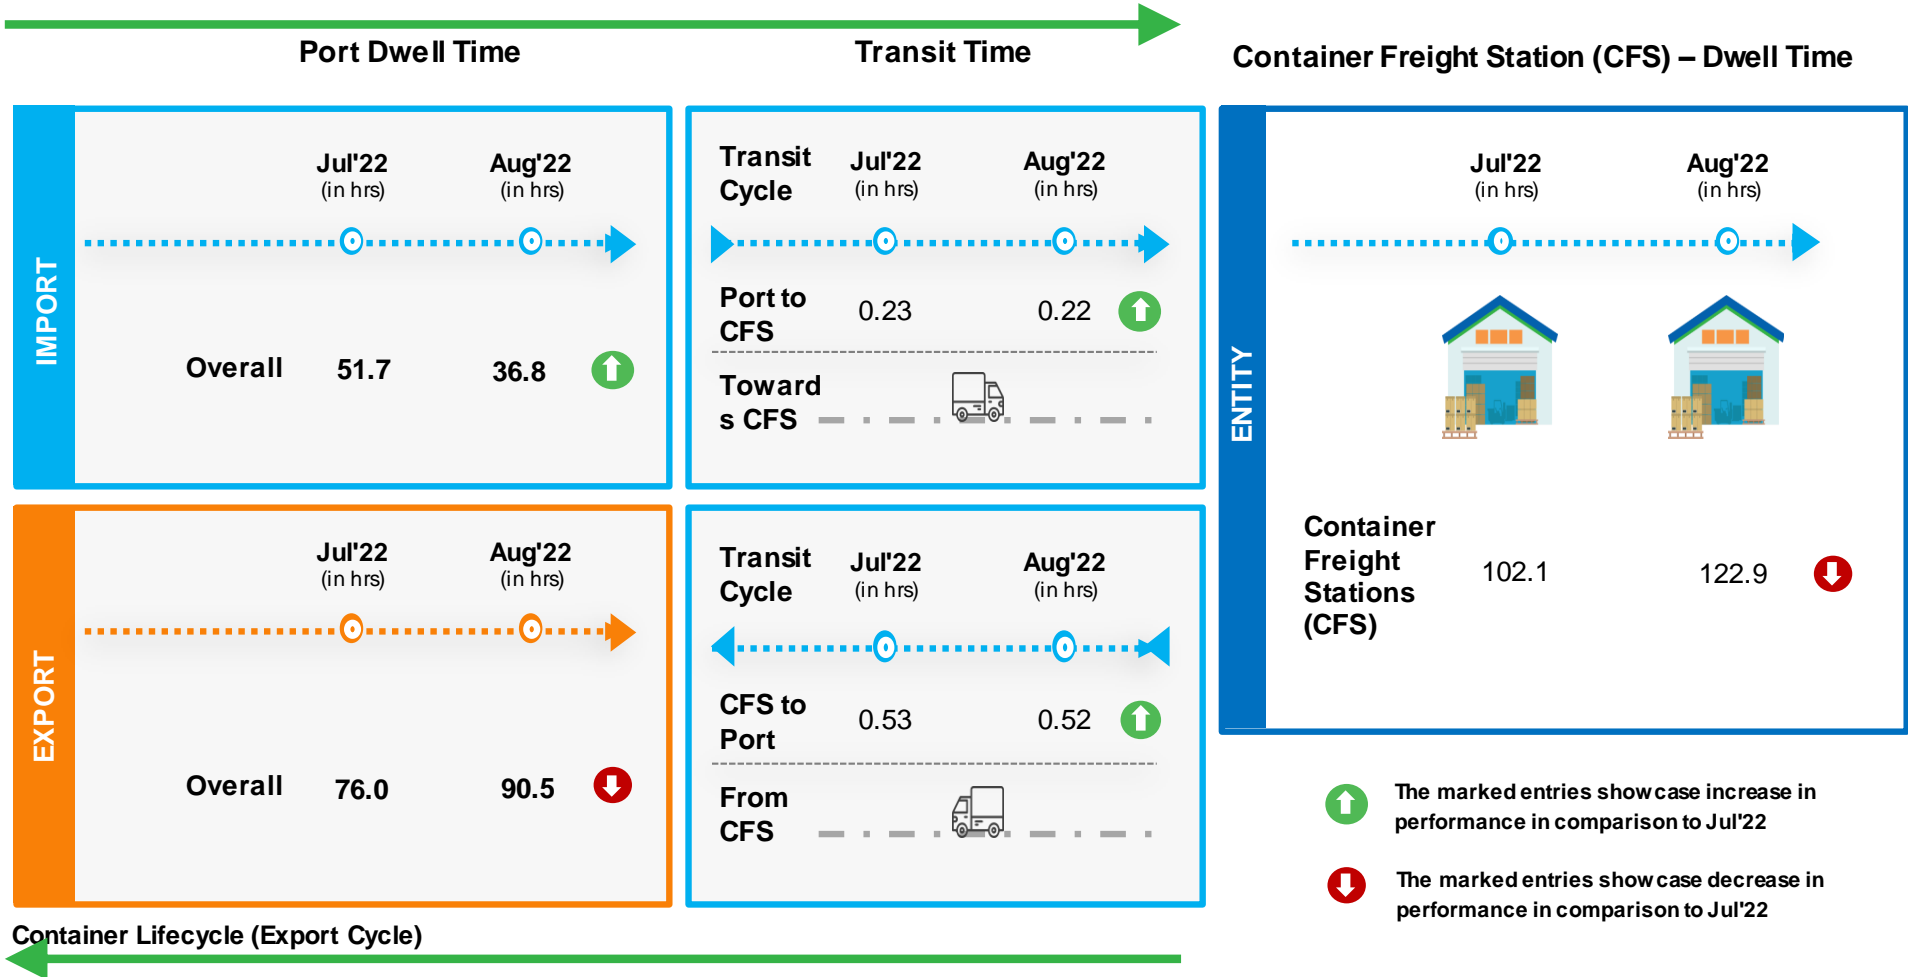 Port Dwell Time
Transit Time
Container Freight Station (CFS) – Dwell Time
IMPORT
Jul'22
(in hrs)
Aug'22
(in hrs)
Overall 51.7 36.8
Transit
Cycle
Jul'22
(in hrs)
Aug'22
(in hrs)
Port to
CFS
0.23 0.22
Toward
s CFS
EXPORT
Jul'22
(in hrs)
Aug'22
(in hrs)
Overall 76.0 90.5
Transit
Cycle
Jul'22
(in hrs)
Aug'22
(in hrs)
CFS to
Port
0.53 0.52
From
CFS
ENTITY
Jul'22
(in hrs)
Aug'22
(in hrs)
Container
Freight
Stations
(CFS)
102.1 122.9
The marked entries showcase increase in
performance in comparison to Jul'22
The marked entries showcase decrease in
performance in comparison to Jul'22
Container Lifecycle (Export Cycle)